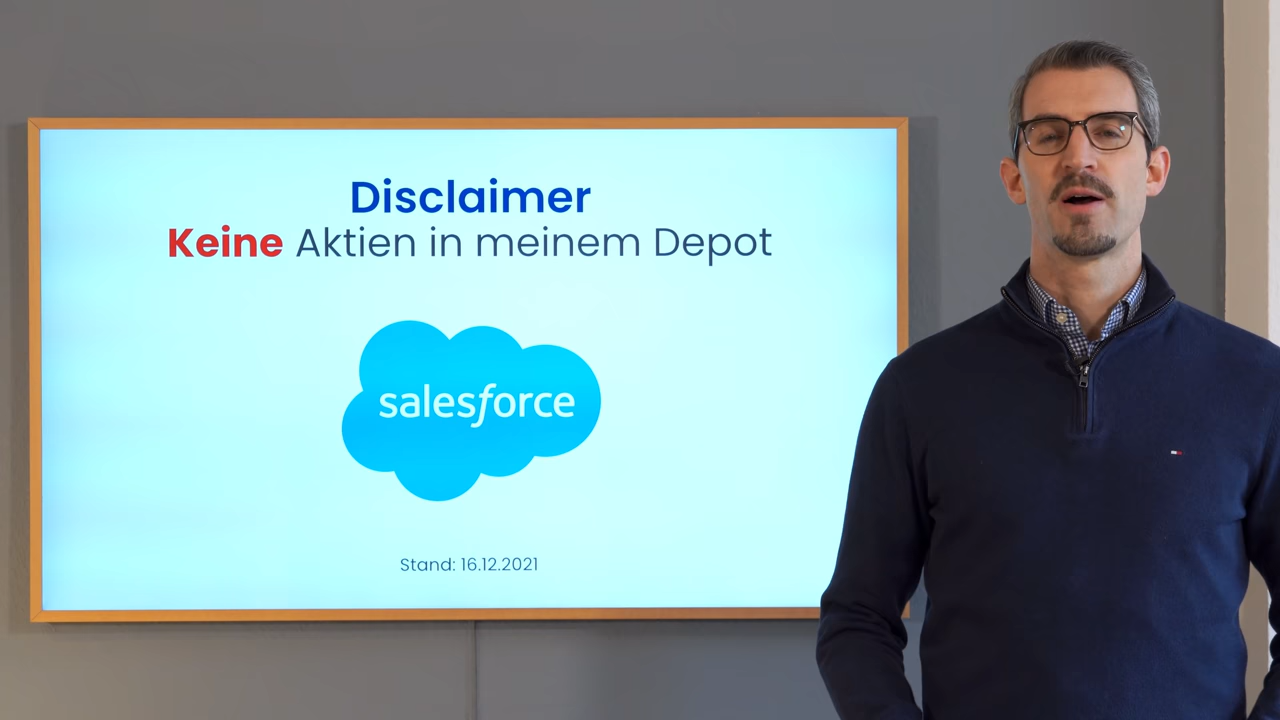 Disclaimer
Keine Aktien in meinem Depot
salesforce
Stand: 16.12.2021